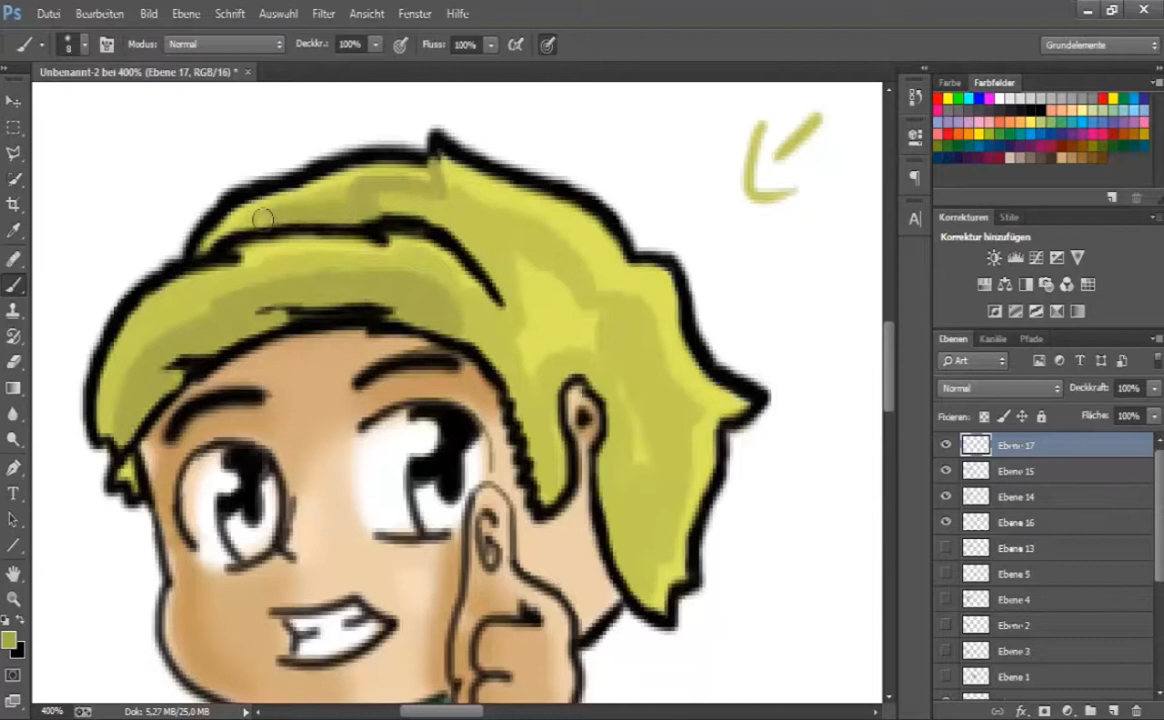 Ps Datei Bearbeiten Bild Ebene Schrift Auswahl Filter Ansicht Fenster Hilfe
8 Modus: Normal Deckkr.: 100% Fluss: 100% Grundelemente
Unbenannt-2 bei 400% (Ebene 17, RGB/16) * ×
Farbe Farbfelder
Korrekturen Stile
Korrektur hinzufügen
Ebenen Kanäle Pfade
Art
Normal Deckkraft: 100%
Fixieren: Fläche: 100%
Ebene 17
Ebene 15
Ebene 14
Ebene 16
Ebene 13
Ebene 5
Ebene 4
Ebene 2
Ebene 3
Ebene 1
400% Dok: 5,27 MB/25,0 MB